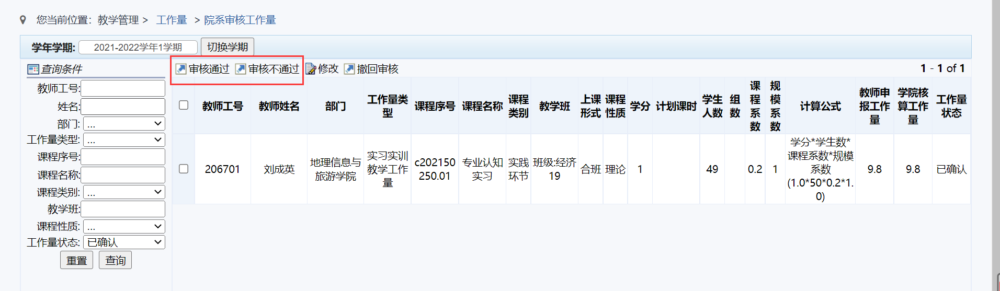 您当前位置：教学管理 > 工作量 > 院系审核工作量
学年学期: 2021-2022学年1学期 切换学期
查询条件
教师工号:
姓名:
部门: ...
工作量类型: ...
课程序号:
课程名称:
课程类别: ...
教学班:
课程性质: ...
工作量状态: 已确认
重置 查询
审核通过 审核不通过 修改 撤回审核 1 - 1 of 1
教师工号
教师姓名
部门
工作量类
型
课程序号
课程名称
课程
类别
教学班
上课
形式
课程
性质
学分
计划课时
学生
人数
组
数
课
程
系
数
规
模
系
数
计算公式
教师申
报工作
量
学院核
算工作
量
工作量
状态
206701
刘成英
地理信息与
旅游学院
实习实训
教学工作
量
c202150
250.01
专业认知
实习
实践
环节
班级:经济
19
合班
理论
1
49
0.2
1
学分*学生数*
课程系数*规模
系数
(1.0*50*0.2*1.
0)
9.8
9.8
已确认